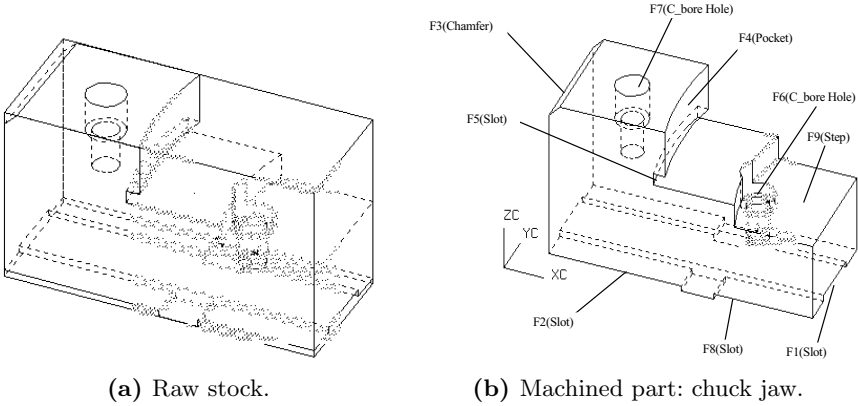 F7(C_bore Hole)
F3(Chamfer)
F4(Pocket)
F6(C_bore Hole)
F5(Slot)
F9(Step)
ZC
YC
XC
F2(Slot)
F8(Slot)
F1(Slot)
(a) Raw stock.
(b) Machined part: chuck jaw.